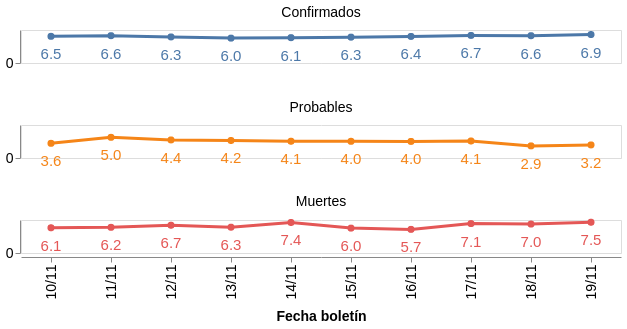 Confirmados
0
6.5 6.6 6.3 6.0 6.1 6.3 6.4 6.7 6.6 6.9
Probables
0
3.6 5.0 4.4 4.2 4.1 4.0 4.0 4.1 2.9 3.2
Muertes
0
6.1 6.2 6.7 6.3 7.4 6.0 5.7 7.1 7.0 7.5
10/11 11/11 12/11 13/11 14/11 15/11 16/11 17/11 18/11 19/11
Fecha boletín